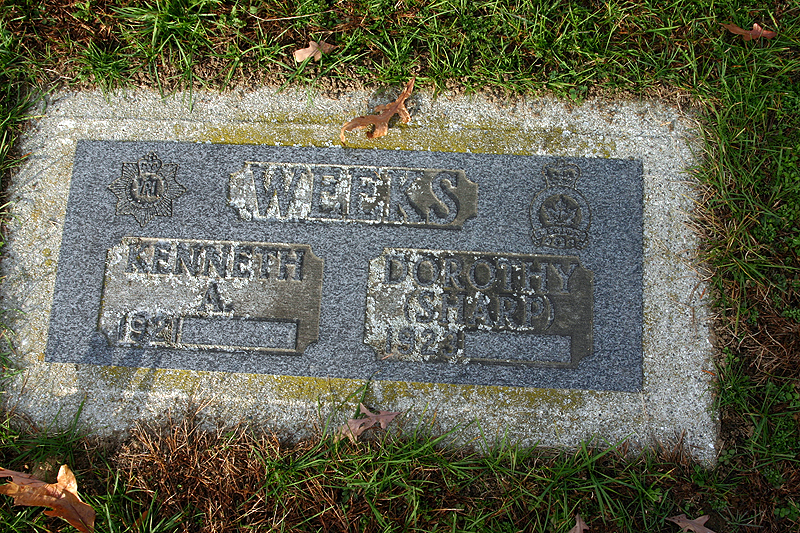 WEEKS
KENNETH
A.
DOROTHY
(SHARP)